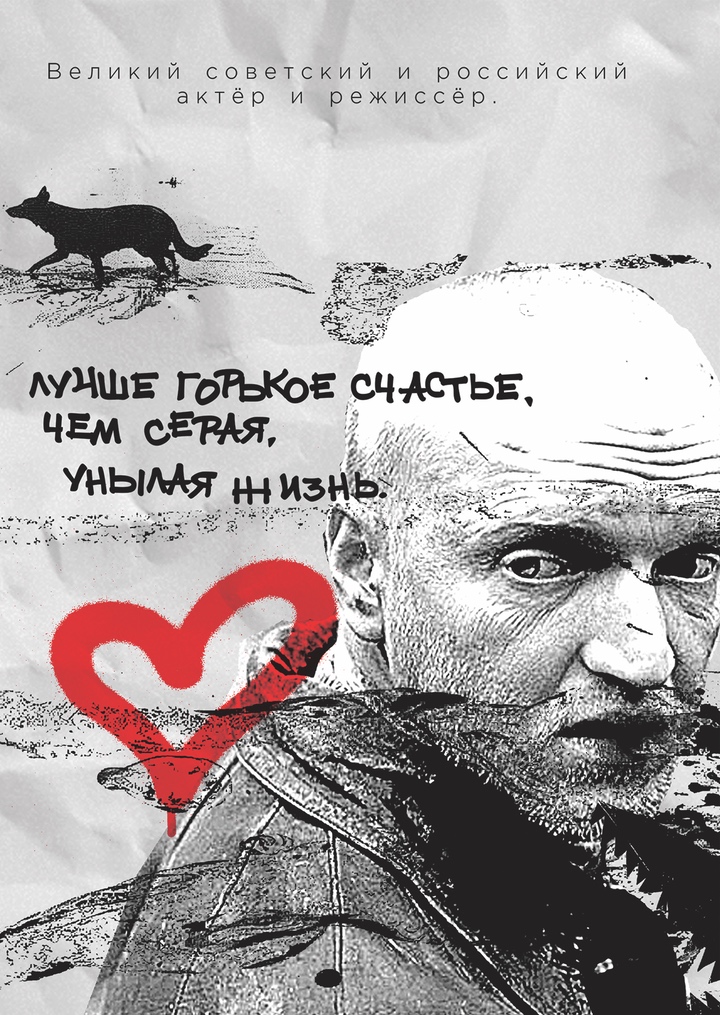 Великий советский и российский
актёр и режиссёр.
ЛУЧШЕ ГОРЬКОЕ СЧАСТЬЕ,
ЧЕМ СЕРАЯ,
УНЫЛАЯ ЖИЗНЬ.